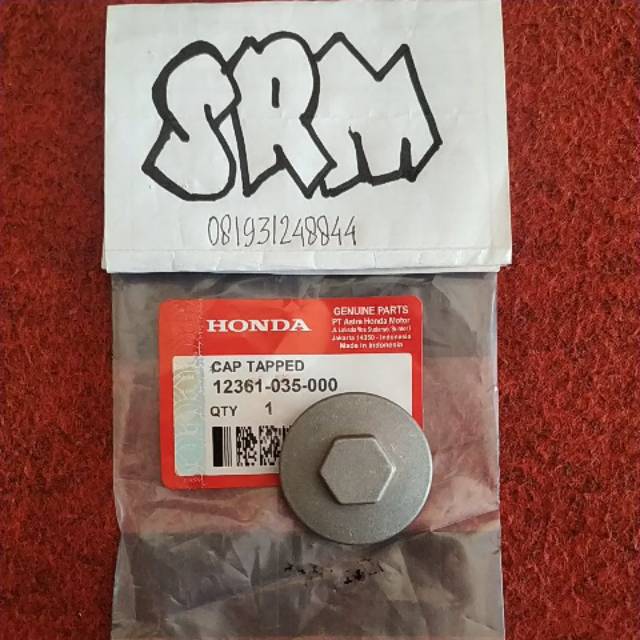 SRM
081931248844
HONDA
GENUINE PARTS
PT Astra Honda Motor
Jakarta 14350 - Indonesia
Made in Indonesia
CAP TAPPED
12361-035-000
QTY 1